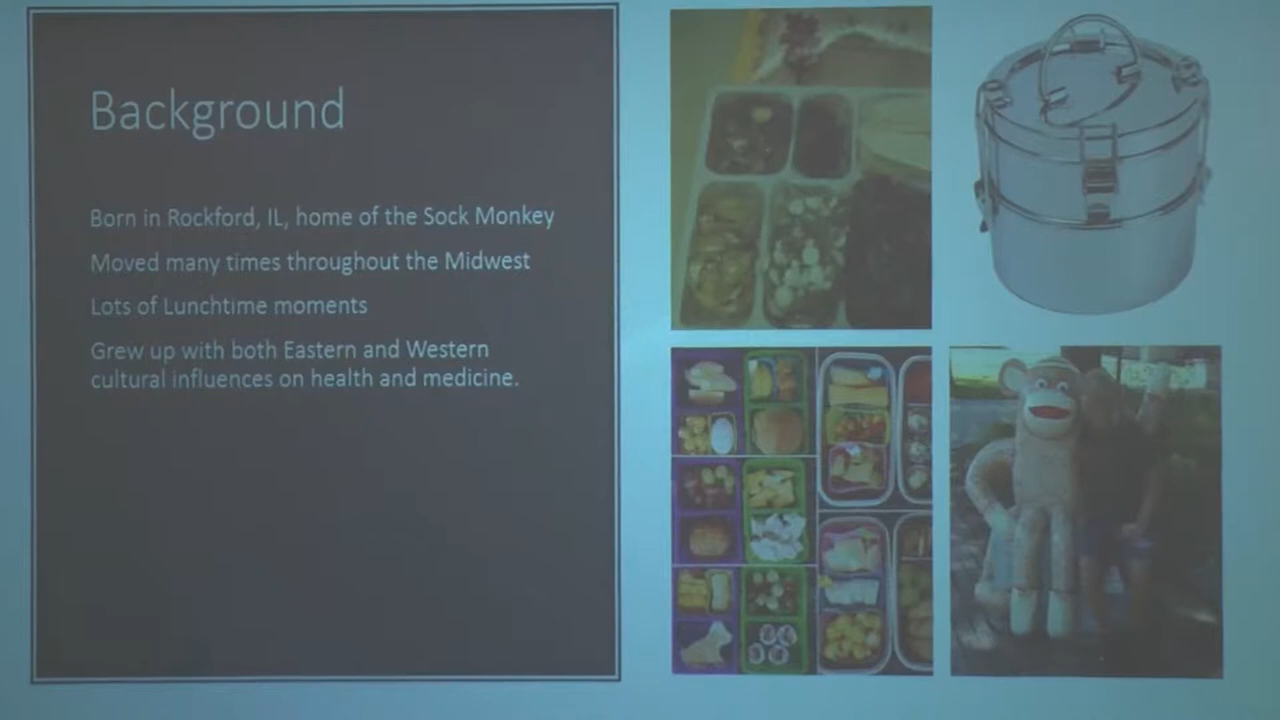 Background
Born in Rockford, IL, home of the Sock Monkey
Moved many times throughout the Midwest
Lots of Lunchtime moments
Grew up with both Eastern and Western
cultural influences on health and medicine.